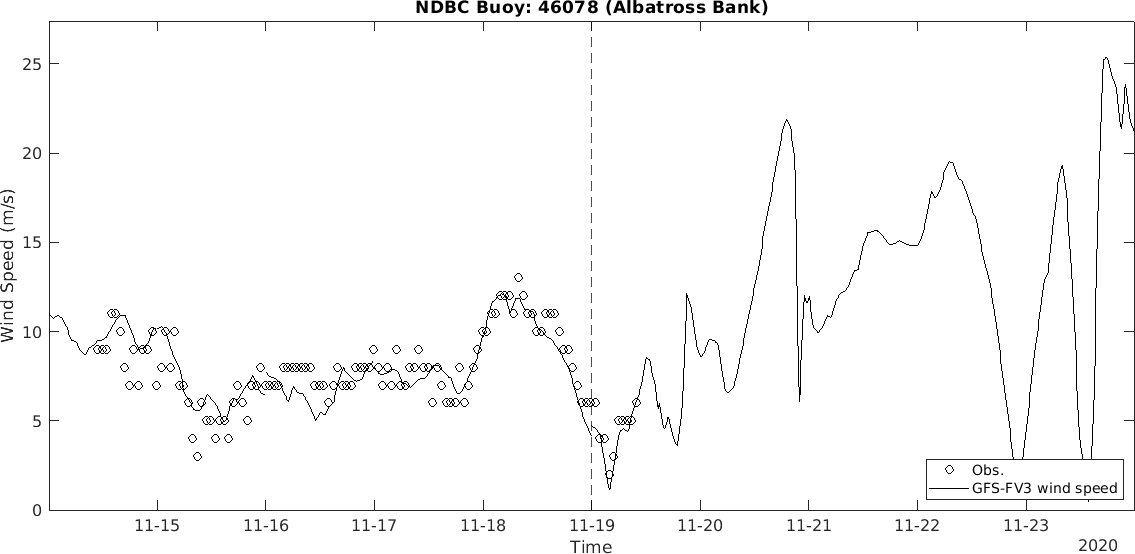 NDBC Buoy: 46078 (Albatross Bank)
25
20
15
10
5
0
Wind Speed (m/s)
Obs.
GFS-FV3 wind speed
11-15 11-16 11-17 11-18 11-19 11-20 11-21 11-22 11-23
Time
2020